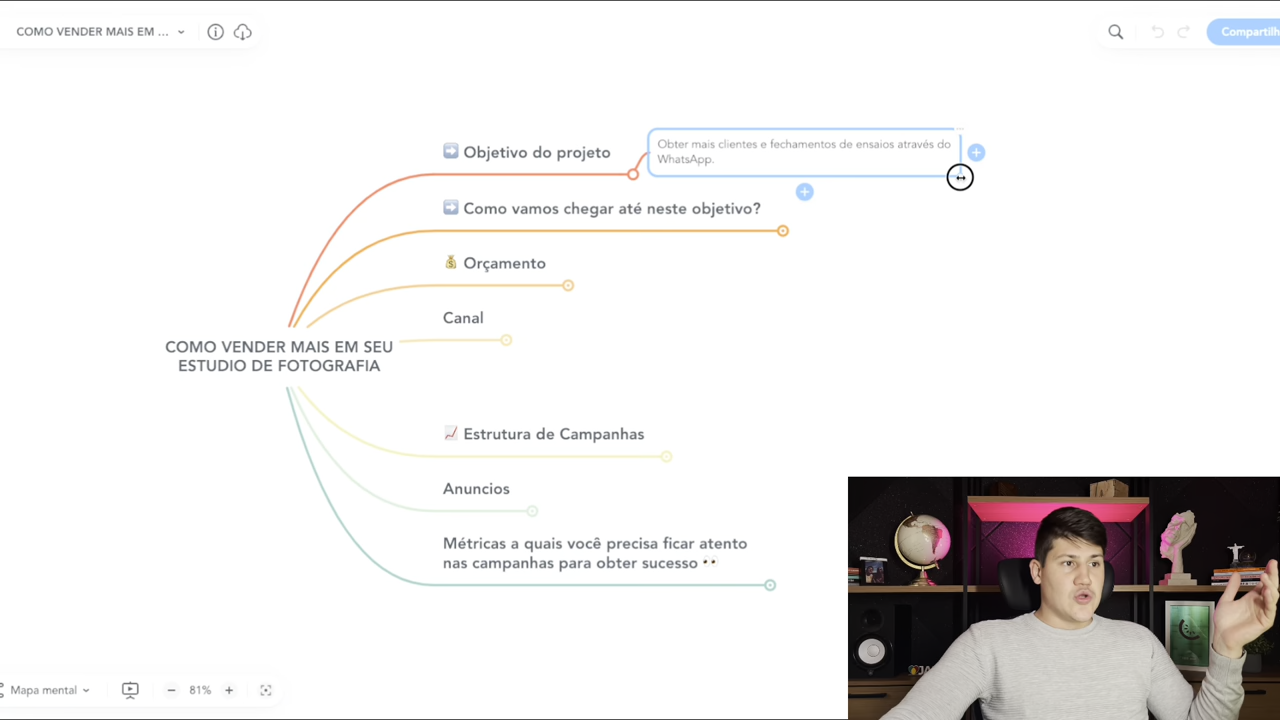 COMO VENDER MAIS EM ...
Compartilh
Objetivo do projeto
Obter mais clientes e fechamentos de ensaios através do
WhatsApp.
Como vamos chegar até neste objetivo?
Orçamento
Canal
COMO VENDER MAIS EM SEU
ESTUDIO DE FOTOGRAFIA
Estrutura de Campanhas
Anuncios
Métricas a quais você precisa ficar atento
nas campanhas para obter sucesso 👀
Mapa mental
81%